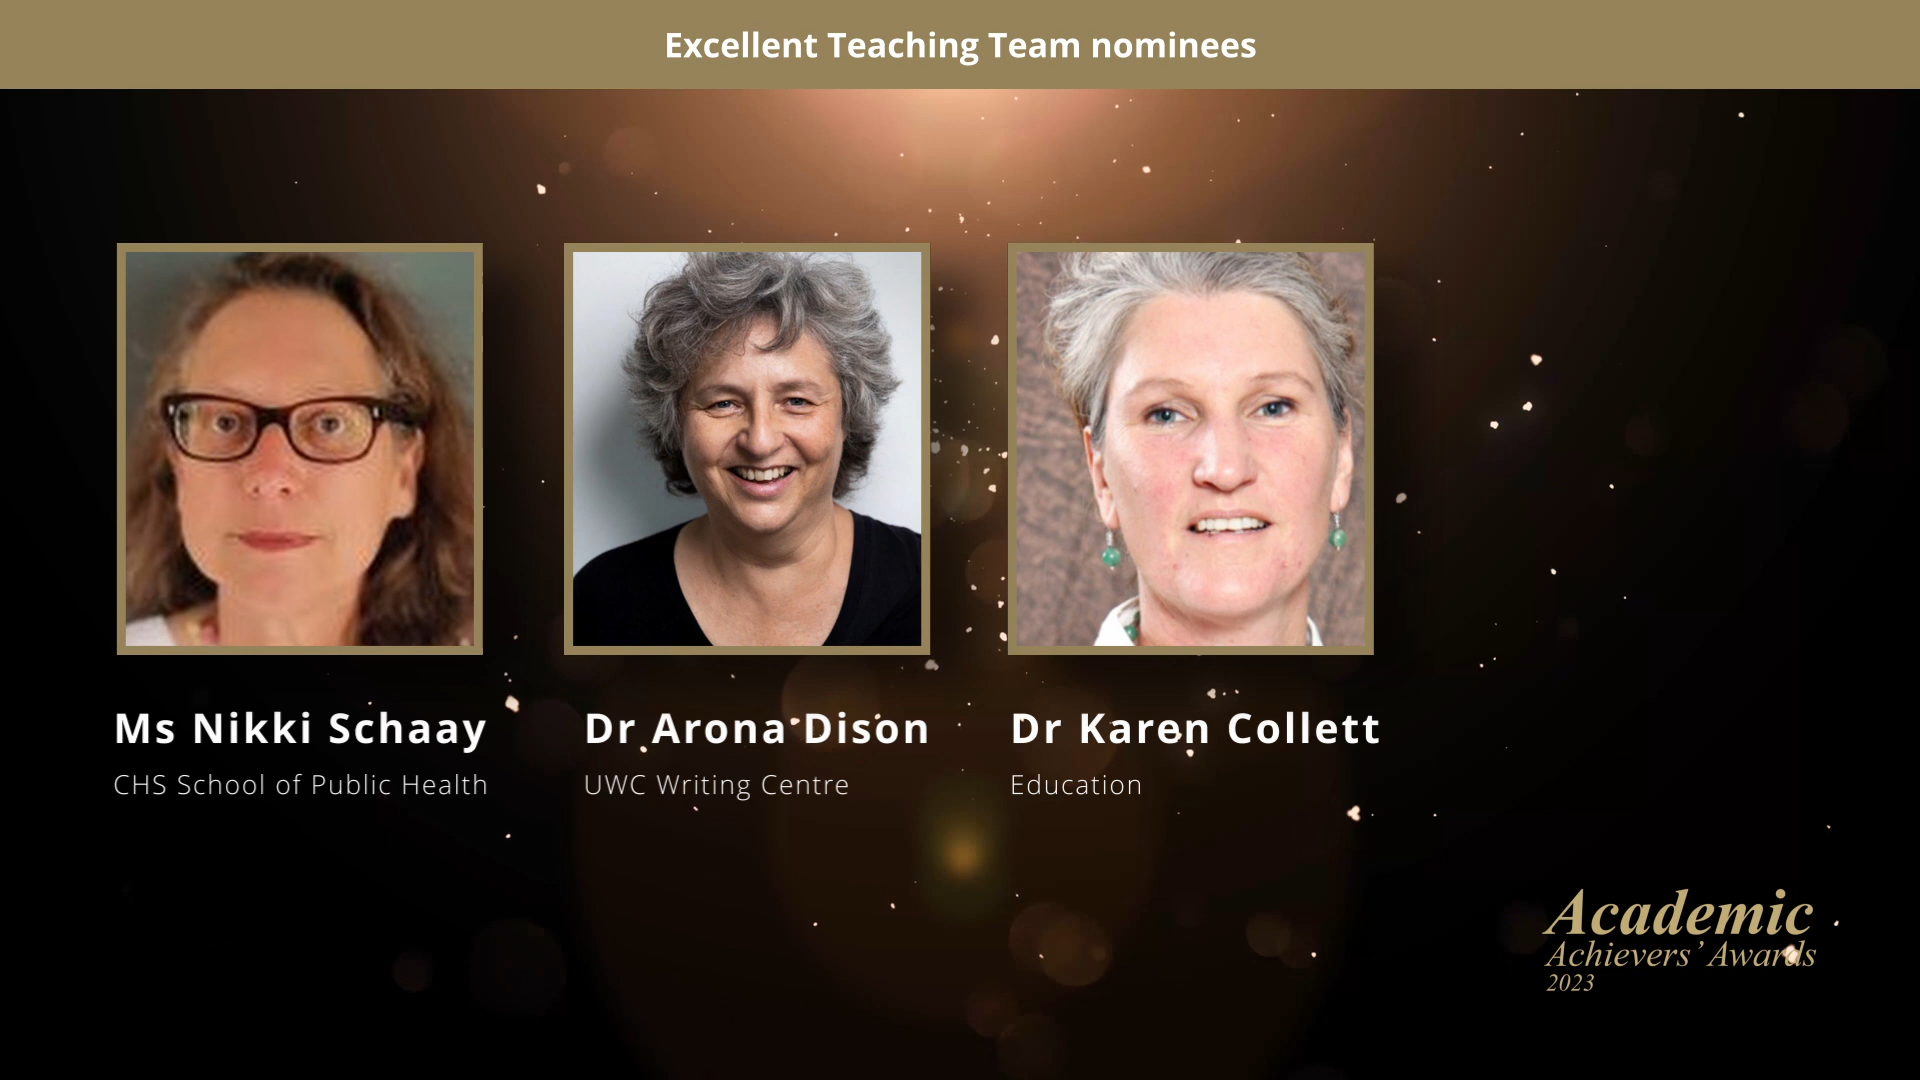 Excellent Teaching Team nominees
Ms Nikki Schaay
CHS School of Public Health
Dr Arona Dison
UWC Writing Centre
Dr Karen Collett
Education
Academic
Achievers’ Awards
2023